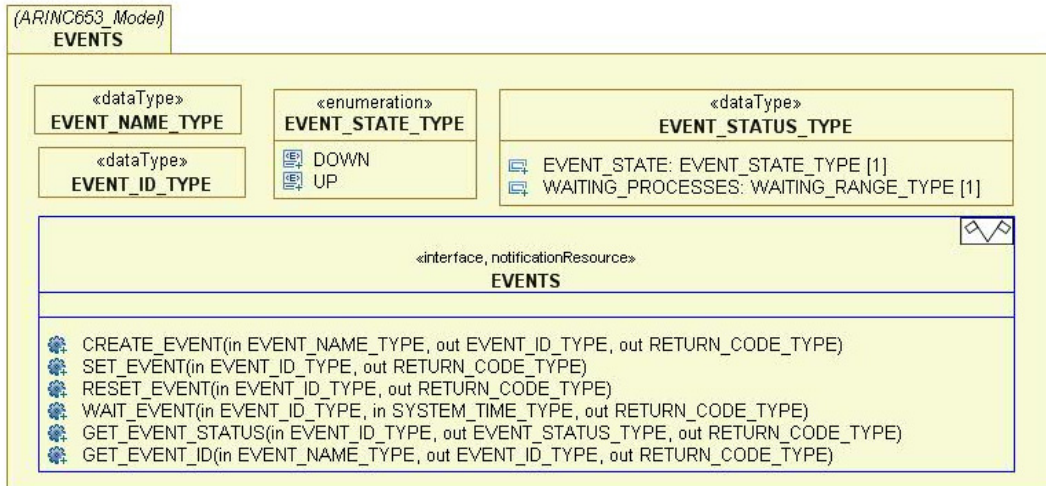 (ARINC653_Model)
EVENTS
«dataType»
EVENT_NAME_TYPE
«dataType»
EVENT_ID_TYPE
«enumeration»
EVENT_STATE_TYPE
DOWN
UP
«dataType»
EVENT_STATUS_TYPE
EVENT_STATE: EVENT_STATE_TYPE [1]
WAITING_PROCESSES: WAITING_RANGE_TYPE [1]
«interface, notificationResource»
EVENTS
CREATE_EVENT(in EVENT_NAME_TYPE, out EVENT_ID_TYPE, out RETURN_CODE_TYPE)
SET_EVENT(in EVENT_ID_TYPE, out RETURN_CODE_TYPE)
RESET_EVENT(in EVENT_ID_TYPE, out RETURN_CODE_TYPE)
WAIT_EVENT(in EVENT_ID_TYPE, in SYSTEM_TIME_TYPE, out RETURN_CODE_TYPE)
GET_EVENT_STATUS(in EVENT_ID_TYPE, out EVENT_STATUS_TYPE, out RETURN_CODE_TYPE)
GET_EVENT_ID(in EVENT_NAME_TYPE, out EVENT_ID_TYPE, out RETURN_CODE_TYPE)